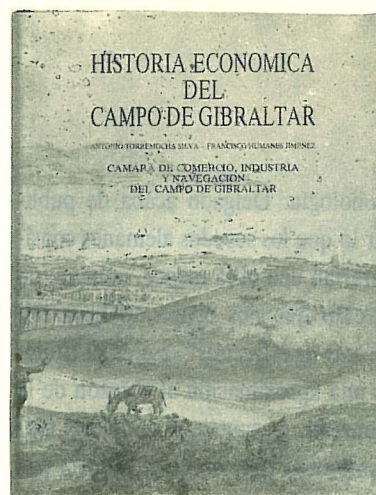 HISTORIA ECONOMICA
DEL
CAMPO DE GIBRALTAR
ANTONIO TORREMOCHA SILVA - FRANCISCO HUMANES JIMENEZ
CAMARA DE COMERCIO, INDUSTRIA
Y NAVEGACION
DEL CAMPO DE GIBRALTAR